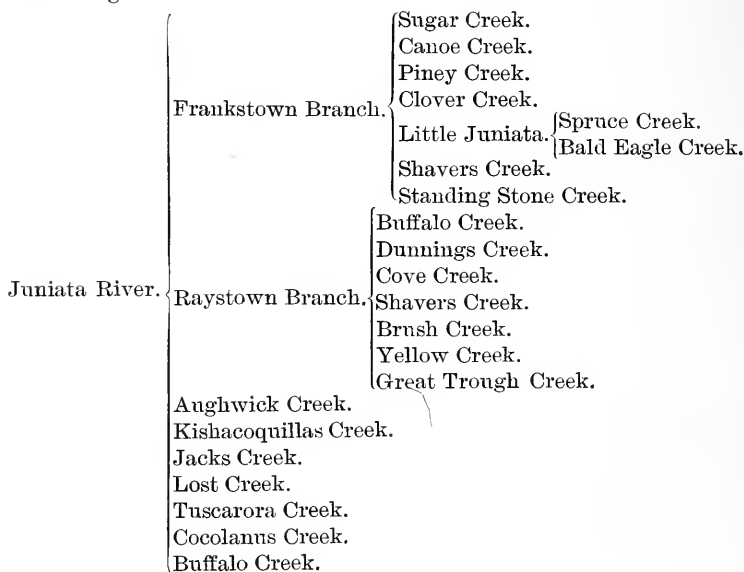 Sugar Creek.
Canoe Creek.
Piney Creek.
Frankstown Branch. Clover Creek.
Little Juniata. Spruce Creek.
Bald Eagle Creek.
Shavers Creek.
Standing Stone Creek.
Buffalo Creek.
Dunnings Creek.
Cove Creek.
Juniata River. Raystown Branch. Shavers Creek.
Brush Creek.
Yellow Creek.
Great Trough Creek.
Aughwick Creek.
Kishacoquillas Creek.
Jacks Creek.
Lost Creek.
Tuscarora Creek.
Cocolanus Creek.
Buffalo Creek.